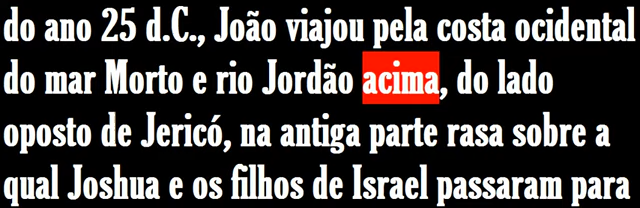 do ano 25 d.C., João viajou pela costa ocidental
do mar Morto e rio Jordão acima, do lado
oposto de Jericó, na antiga parte rasa sobre a
qual Joshua e os filhos de Israel passaram para